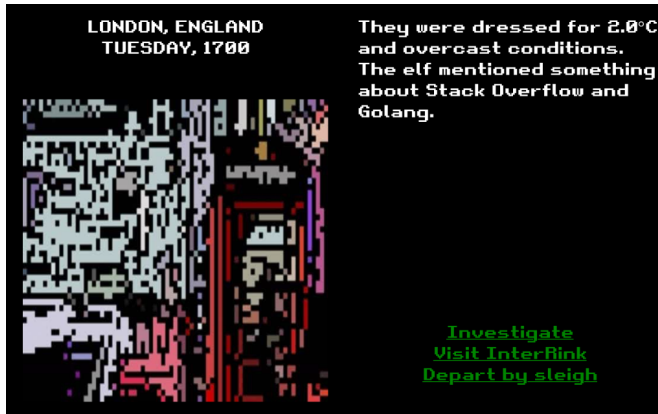 LONDON, ENGLAND
TUESDAY, 1700
They were dressed for 2.0°C
and overcast conditions.
The elf mentioned something
about Stack Overflow and
Golang.
Investigate
Visit InterRink
Depart by sleigh